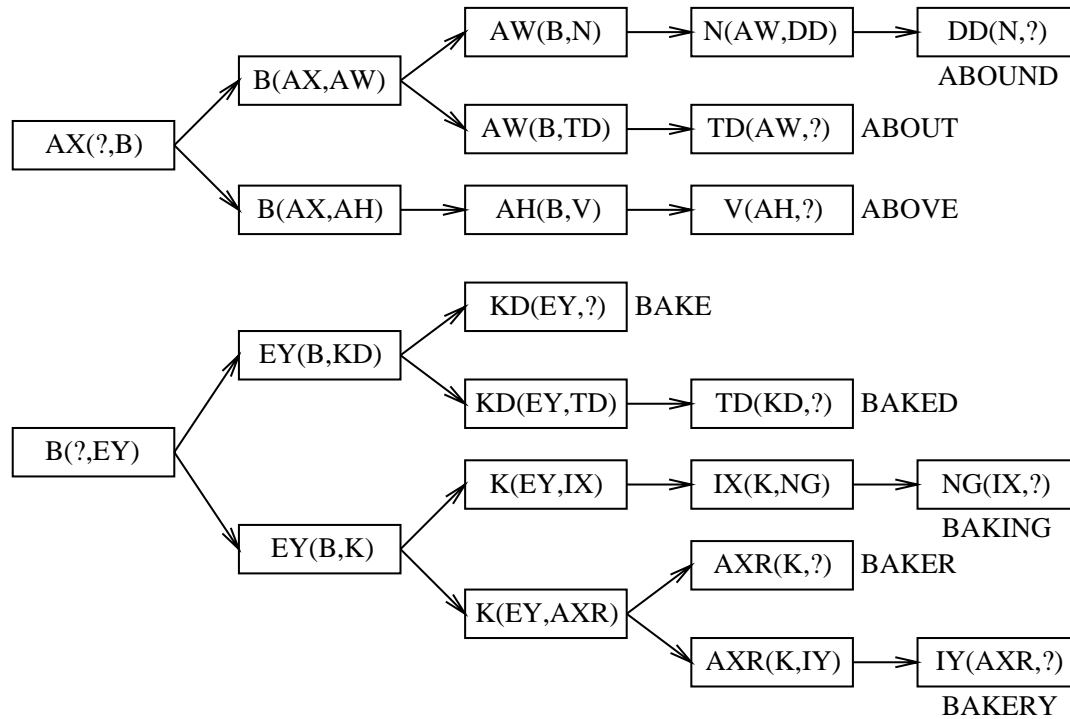 AW(B,N) N(AW,DD) DD(N,?)
B(AX,AW) ABOUND
AX(?,B) AW(B,TD) TD(AW,?) ABOUT
B(AX,AH) AH(B,V) V(AH,?) ABOVE
KD(EY,?) BAKE
EY(B,KD)
KD(EY,TD) TD(KD,?) BAKED
B(?,EY)
K(EY,IX) IX(K,NG) NG(IX,?)
EY(B,K) BAKING
AXR(K,?) BAKER
K(EY,AXR)
AXR(K,IY) IY(AXR,?)
BAKERY